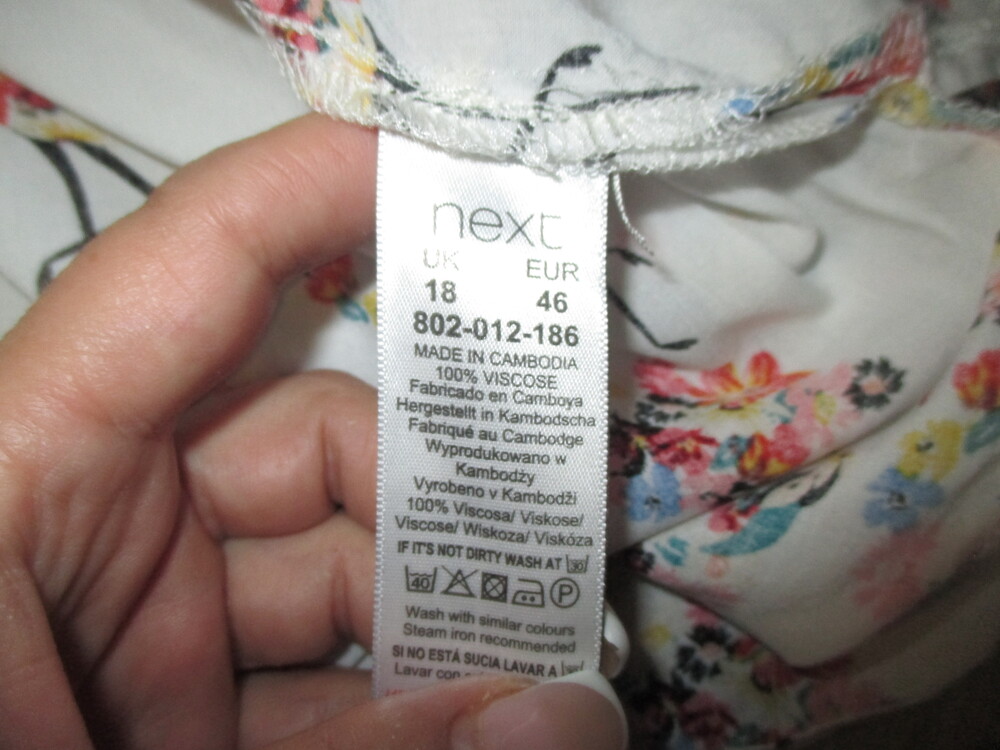 next
UK EUR
18 46
802-012-186
MADE IN CAMBODIA
100% VISCOSE
Fabricado en Camboya
Hergestellt in Kambodscha
Fabriqué au Cambodge
Wyprodukowano w
Kambodży
Vyrobeno v Kambodži
100% Viscosa/ Viskose/
Viscose/ Wiskoza/ Viskóza
IF IT'S NOT DIRTY WASH AT 30
40 P
Wash with similar colours
Steam iron recommended
SI NO ESTÁ SUCIA LAVAR A
Lavar con